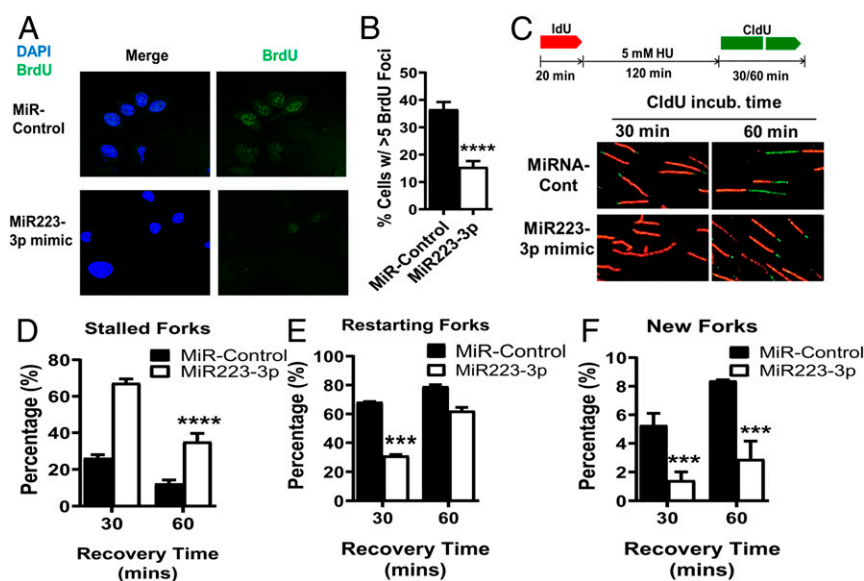 A
DAPI
BrdU
Merge
BrdU
MiR-
Control
MiR223-
3p mimic
B
% Cells w/ >5 BrdU Foci
50
40
30
20
10
0
****
MiR-Control
MiR223-3p
C
IdU
CldU
5 mM HU
20 min
120 min
30/60 min
CldU incub. time
30 min
60 min
MiRNA-
Cont
MiR223-
3p mimic
D
Stalled Forks
MiR-Control
MiR223-3p
Percentage (%)
80
60
40
20
0
****
30
60
Recovery Time
(mins)
E
Restarting Forks
MiR-Control
MiR223-3p
Percentage (%)
100
80
60
40
20
0
***
30
60
Recovery Time
(mins)
F
New Forks
MiR-Control
MiR223-3p
Percentage (%)
10
8
6
4
2
0
***
***
30
60
Recovery Time
(mins)